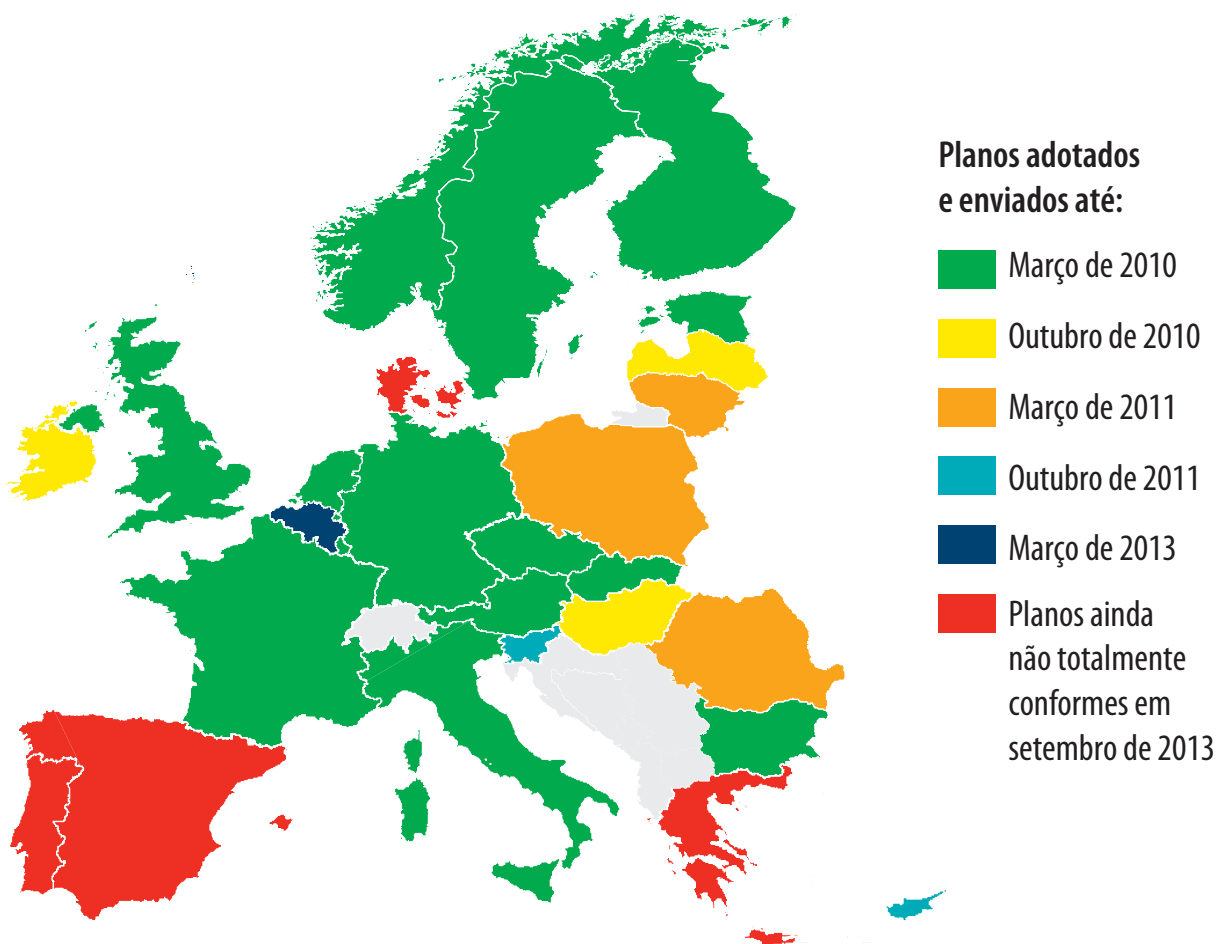 Planos adotados
e enviados até:
Março de 2010
Outubro de 2010
Março de 2011
Outubro de 2011
Março de 2013
Planos ainda
não totalmente
conformes em
setembro de 2013